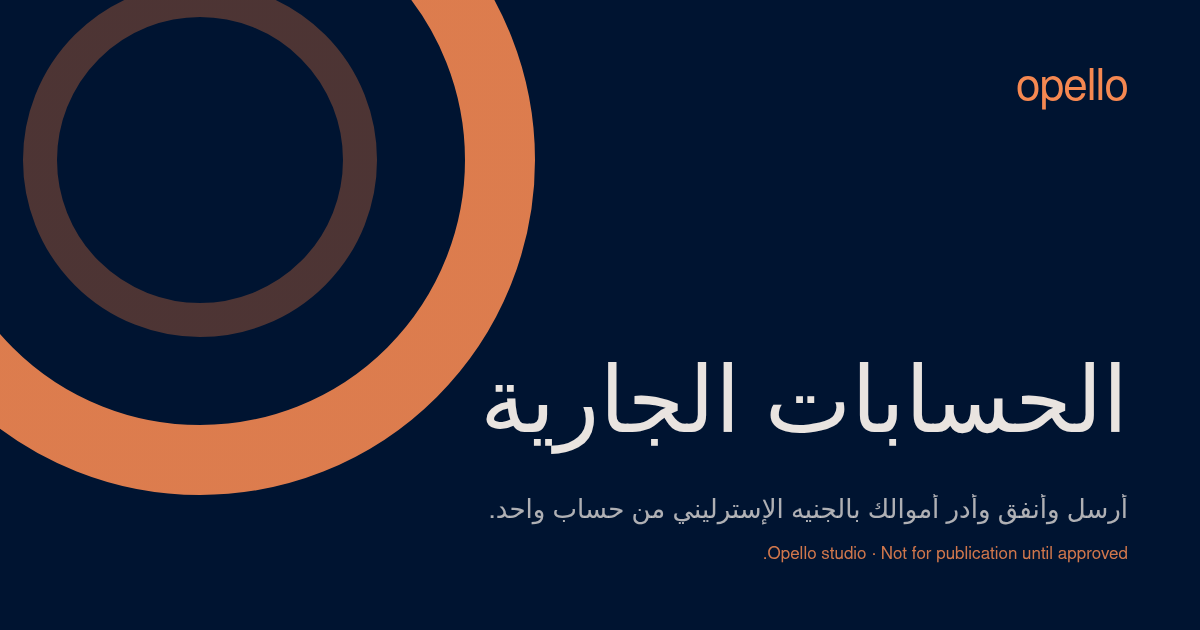 opello
الحسابات الجارية
أرسل وأنفق وأدر أموالك بالجنيه الإسترليني من حساب واحد.
Opello studio · Not for publication until approved.